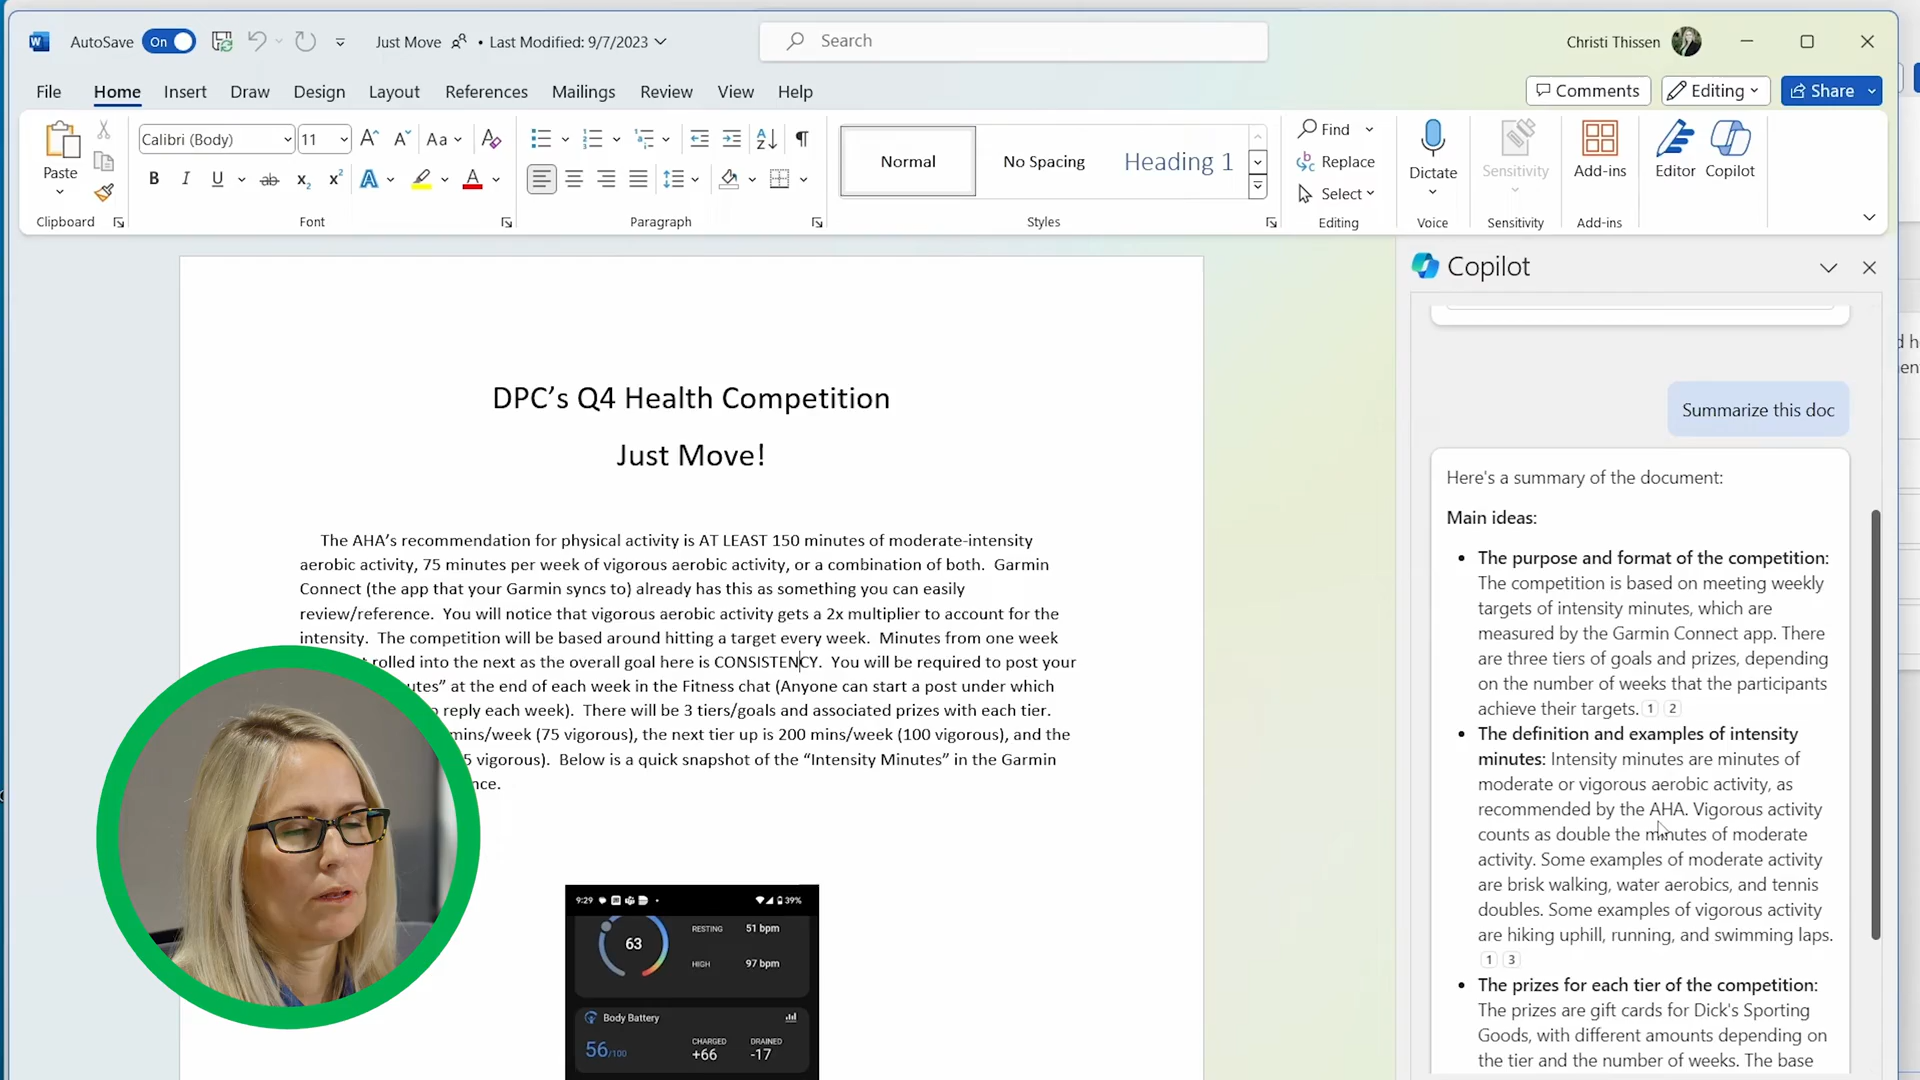 AutoSave On Just Move • Last Modified: 9/7/2023 Search Christi Thissen
File Home Insert Draw Design Layout References Mailings Review View Help Comments Editing Share
Calibri (Body) 11 Aa Find
Paste Normal No Spacing Heading 1 Replace Dictate Sensitivity Add-ins Editor Copilot
B I U ab x₂ x² A A Select
Clipboard Font Paragraph Styles Editing Voice Sensitivity Add-ins
DPC’s Q4 Health Competition
Just Move!
The AHA’s recommendation for physical activity is AT LEAST 150 minutes of moderate-intensity
aerobic activity, 75 minutes per week of vigorous aerobic activity, or a combination of both. Garmin
Connect (the app that your Garmin syncs to) already has this as something you can easily
review/reference. You will notice that vigorous aerobic activity gets a 2x multiplier to account for the
intensity. The competition will be based around hitting a target every week. Minutes from one week
rolled into the next as the overall goal here is CONSISTENCY. You will be required to post your
at the end of each week in the Fitness chat (Anyone can start a post under which
reply each week). There will be 3 tiers/goals and associated prizes with each tier.
mins/week (75 vigorous), the next tier up is 200 mins/week (100 vigorous), and the
vigorous). Below is a quick snapshot of the “Intensity Minutes” in the Garmin
9:29 39%
63 RESTING 51 bpm
HIGH 97 bpm
Body Battery
56/100 CHARGED +66 DRAINED -17
Copilot
Summarize this doc
Here's a summary of the document:
Main ideas:
• The purpose and format of the competition:
The competition is based on meeting weekly
targets of intensity minutes, which are
measured by the Garmin Connect app. There
are three tiers of goals and prizes, depending
on the number of weeks that the participants
achieve their targets. 1 2
• The definition and examples of intensity
minutes: Intensity minutes are minutes of
moderate or vigorous aerobic activity, as
recommended by the AHA. Vigorous activity
counts as double the minutes of moderate
activity. Some examples of moderate activity
are brisk walking, water aerobics, and tennis
doubles. Some examples of vigorous activity
are hiking uphill, running, and swimming laps.
1 3
• The prizes for each tier of the competition:
The prizes are gift cards for Dick's Sporting
Goods, with different amounts depending on
the tier and the number of weeks. The base